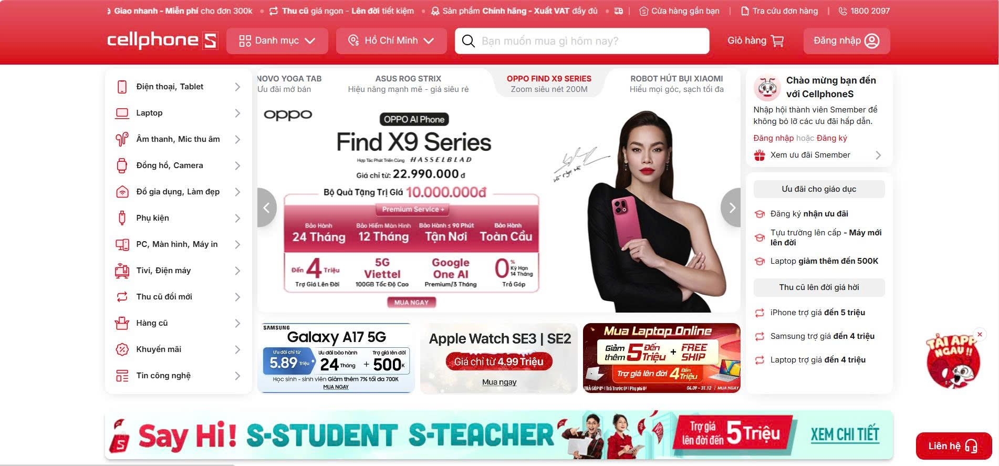 Giao nhanh - Miễn phí cho đơn 300k
Thu cũ giá ngon - Lên đời tiết kiệm
Sản phẩm Chính hãng - Xuất VAT đầy đủ
Cửa hàng gần bạn
Tra cứu đơn hàng
1800 2097
cellphoneS
Danh mục
Hồ Chí Minh
Bạn muốn mua gì hôm nay?
Giỏ hàng
Đăng nhập
Điện thoại, Tablet
Laptop
Âm thanh, Mic thu âm
Đồng hồ, Camera
Đồ gia dụng, Làm đẹp
Phụ kiện
PC, Màn hình, Máy in
Tivi, Điện máy
Thu cũ đổi mới
Hàng cũ
Khuyến mãi
Tin công nghệ
NOVO YOGA TAB
Ưu đãi mở bán
ASUS ROG STRIX
Hiệu năng mạnh mẽ - giá siêu rẻ
OPPO FIND X9 SERIES
Zoom siêu nét 200M
ROBOT HÚT BỤI XIAOMI
Hiểu mọi góc, sạch tối đa
oppo
OPPO AI Phone
Find X9 Series
Hợp Tác Phát Triển Cùng HASSELBLAD
Giá chỉ từ: 22.990.000 đ
Bộ Quà Tặng Trị Giá 10.000.000đ
Premium Service +
Bảo Hành
24 Tháng
Bảo Hiểm Màn Hình
12 Tháng
Bảo Hành ≤ 90 Phút
Tận Nơi
Bảo Hành
Toàn Cầu
Đến 4 Triệu
Trợ Giá Lên Đời
5G
Viettel
100GB Tốc Độ Cao
Google
One AI
Premium/3 Tháng
0%
Kỳ Hạn
14 Tháng
Trả Góp
MUA NGAY
SAMSUNG
Galaxy A17 5G
Ưu đãi chỉ từ
5.89 Triệu
Ưu đãi bảo hành
24 Tháng
+
Trợ giá lên đời
500K
Học sinh - sinh viên Giảm thêm 7% tối đa 700K
MUA NGAY
Apple Watch SE3 | SE2
Giá chỉ từ 4.99 Triệu
Mua ngay
Mua Laptop Online
Giảm thêm 5 Đến Triệu + FREE SHIP
Trợ giá lên đời 4 Đến Triệu
TRẢ GÓP 0% | Trả Trước 0đ | Phụ phí 0đ
04.09 - 31.12 | MUA NGAY
Chào mừng bạn đến
với CellphoneS
Nhập hội thành viên Smember để
không bỏ lỡ các ưu đãi hấp dẫn.
Đăng nhập hoặc Đăng ký
Xem ưu đãi Smember
Ưu đãi cho giáo dục
Đăng ký nhận ưu đãi
Tựu trường lên cấp - Máy mới
lên đời
Laptop giảm thêm đến 500K
Thu cũ lên đời giá hời
iPhone trợ giá đến 5 triệu
Samsung trợ giá đến 4 triệu
Laptop trợ giá đến 4 triệu
TẢI APP
NGAY !!
Say Hi! S-STUDENT S-TEACHER
Trợ giá
lên đời đến 5 Triệu
XEM CHI TIẾT
Liên hệ